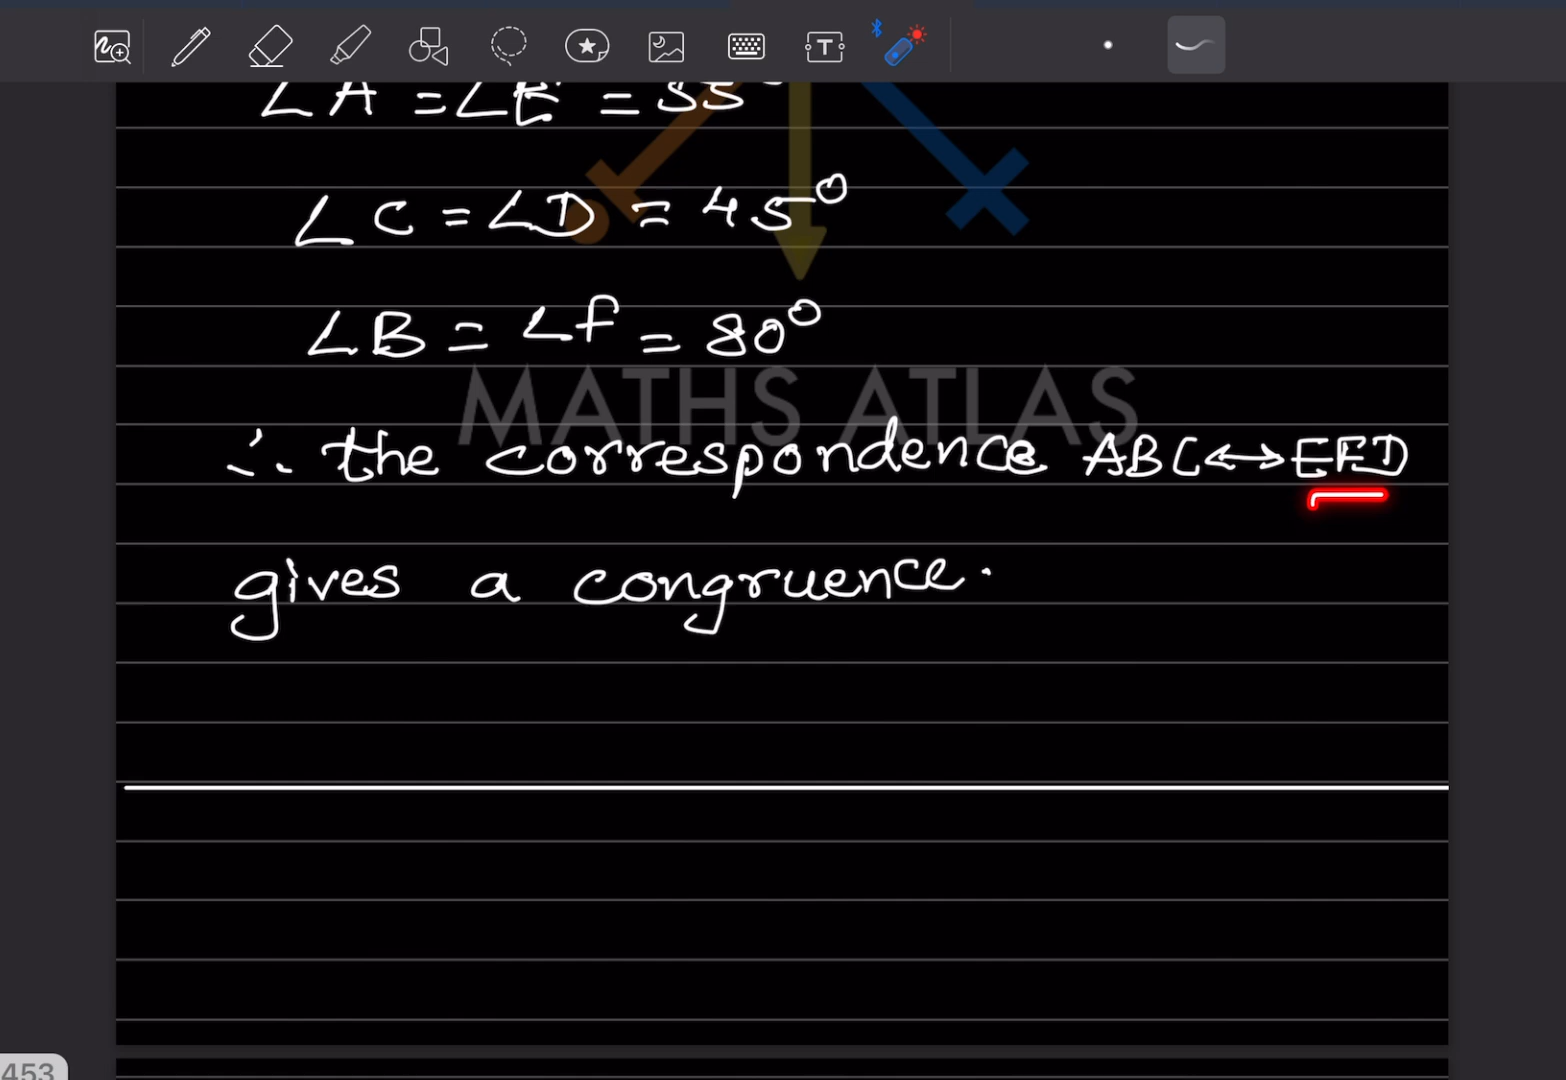 ∠A = ∠E = 55°
∠C = ∠D = 45°
∠B = ∠f = 80°
MATHS ATLAS
∴ the correspondence ABC ↔ EFD
gives a congruence.
453